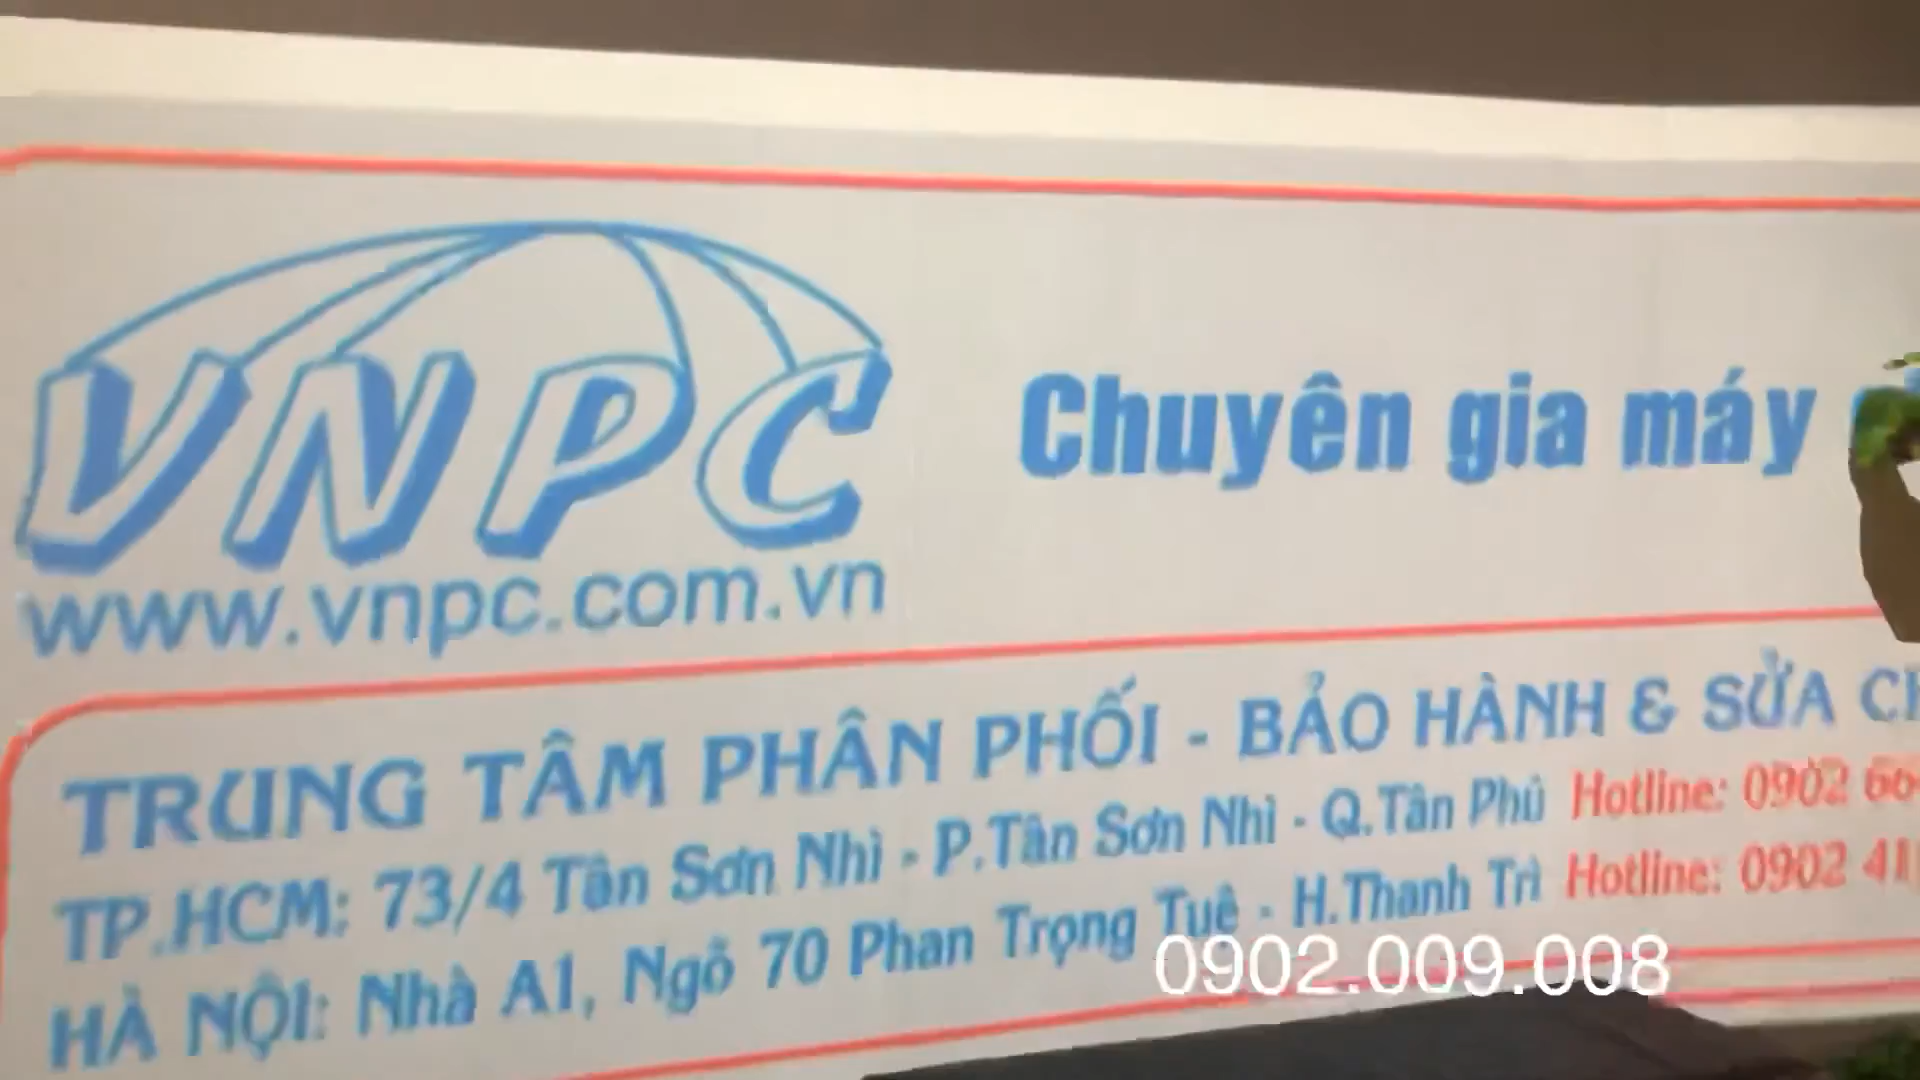 VNPC
www.vnpc.com.vn
Chuyên gia máy
TRUNG TÂM PHÂN PHỐI - BẢO HÀNH & SỬA
TP.HCM: 73/4 Tân Sơn Nhì - P.Tân Sơn Nhì - Q.Tân Phú Hotline: 0902
HÀ NỘI: Nhà A1, Ngõ 70 Phan Trọng Tuệ - H.Thanh Trì Hotline: 0902
0902.009.008